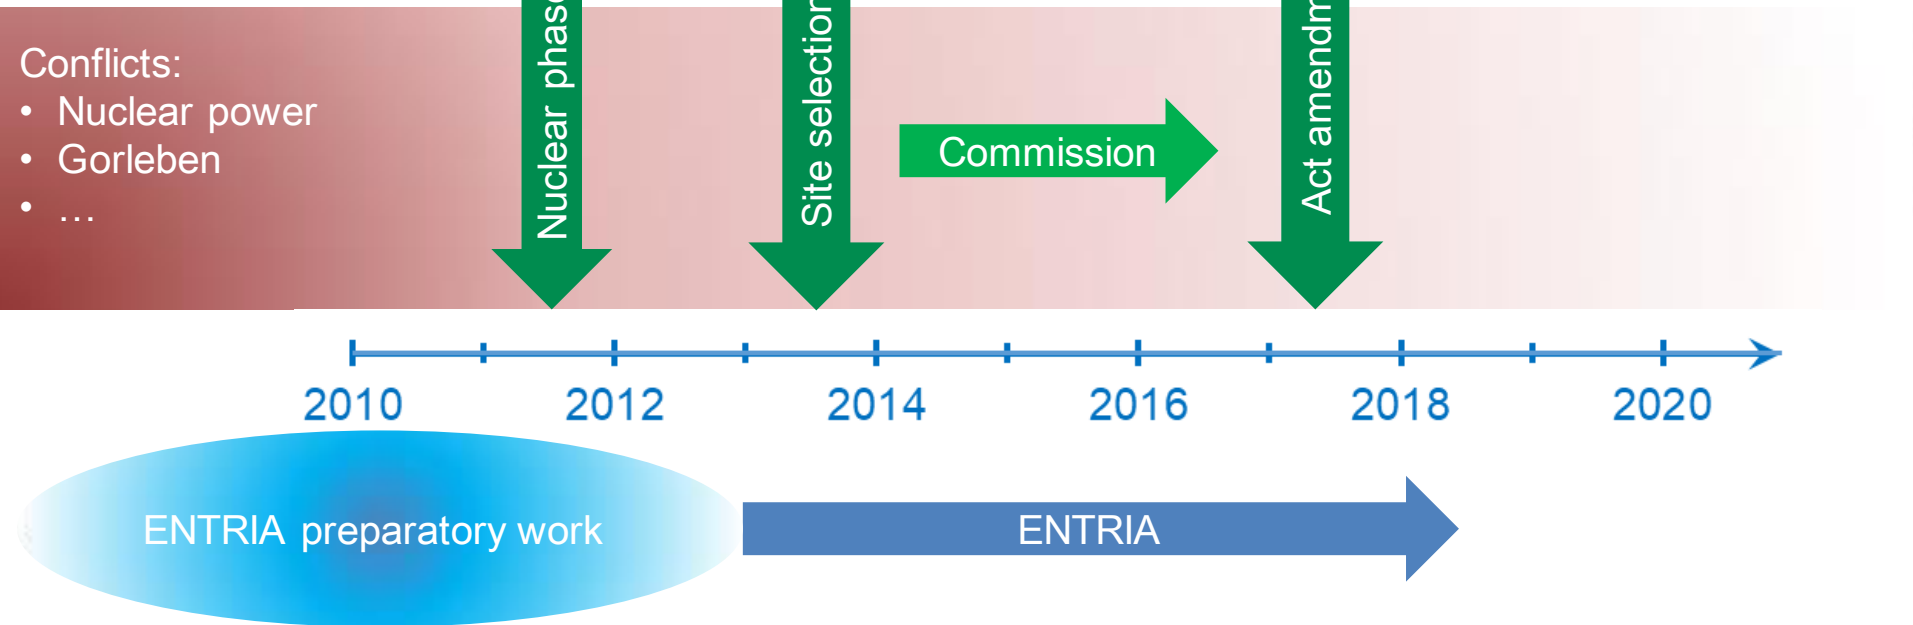 Conflicts:
• Nuclear power
• Gorleben
• …
Nuclear phase
Site selection
Commission
Act amendm
2010 2012 2014 2016 2018 2020
ENTRIA preparatory work
ENTRIA